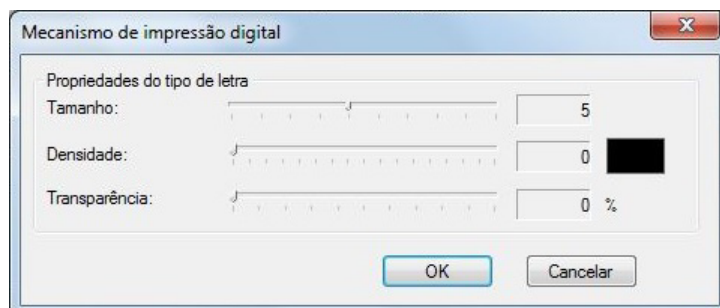 Mecanismo de impressão digital
Propriedades do tipo de letra
Tamanho: 5
Densidade: 0
Transparência: 0 %
OK Cancelar